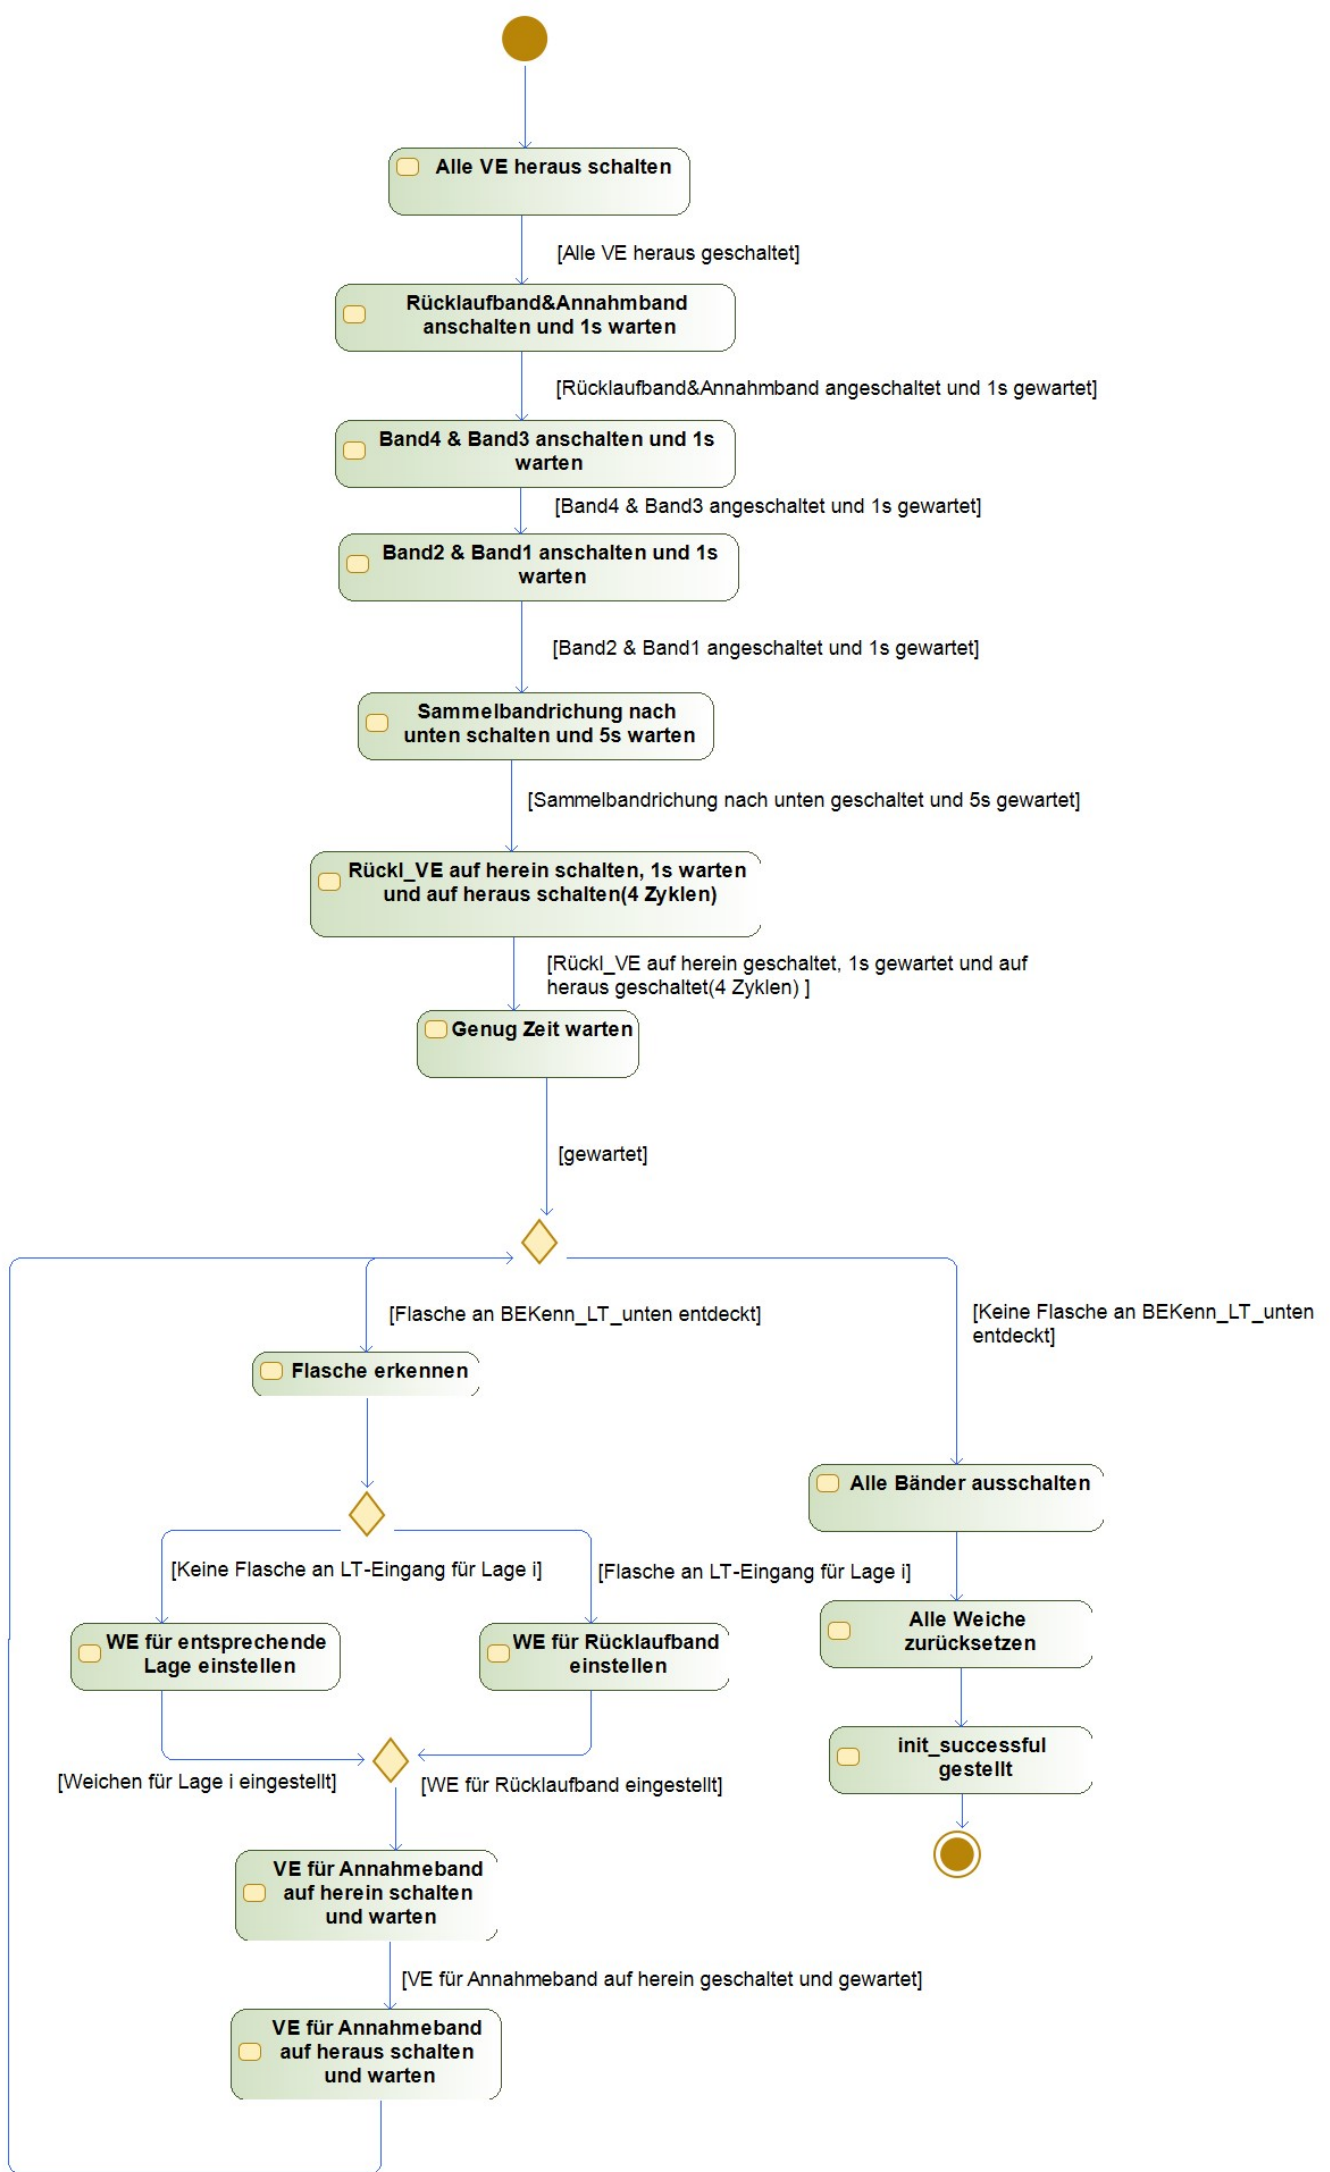 Alle VE heraus schalten
[Alle VE heraus geschaltet]
Rücklaufband&Annahmband
anschalten und 1s warten
[Rücklaufband&Annahmband angeschaltet und 1s gewartet]
Band4 & Band3 anschalten und 1s
warten
[Band4 & Band3 angeschaltet und 1s gewartet]
Band2 & Band1 anschalten und 1s
warten
[Band2 & Band1 angeschaltet und 1s gewartet]
Sammelbandrichung nach
unten schalten und 5s warten
[Sammelbandrichung nach unten geschaltet und 5s gewartet]
Rückl_VE auf herein schalten, 1s warten
und auf heraus schalten(4 Zyklen)
[Rückl_VE auf herein geschaltet, 1s gewartet und auf
heraus geschaltet(4 Zyklen) ]
Genug Zeit warten
[gewartet]
[Flasche an BEKenn_LT_unten entdeckt]
[Keine Flasche an BEKenn_LT_unten
entdeckt]
Flasche erkennen
Alle Bänder ausschalten
[Keine Flasche an LT-Eingang für Lage i]
[Flasche an LT-Eingang für Lage i]
WE für entsprechende
Lage einstellen
WE für Rücklaufband
einstellen
Alle Weiche
zurücksetzen
[Weichen für Lage i eingestellt]
[WE für Rücklaufband eingestellt]
init_successful
gestellt
VE für Annahmeband
auf herein schalten
und warten
[VE für Annahmeband auf herein geschaltet und gewartet]
VE für Annahmeband
auf heraus schalten
und warten